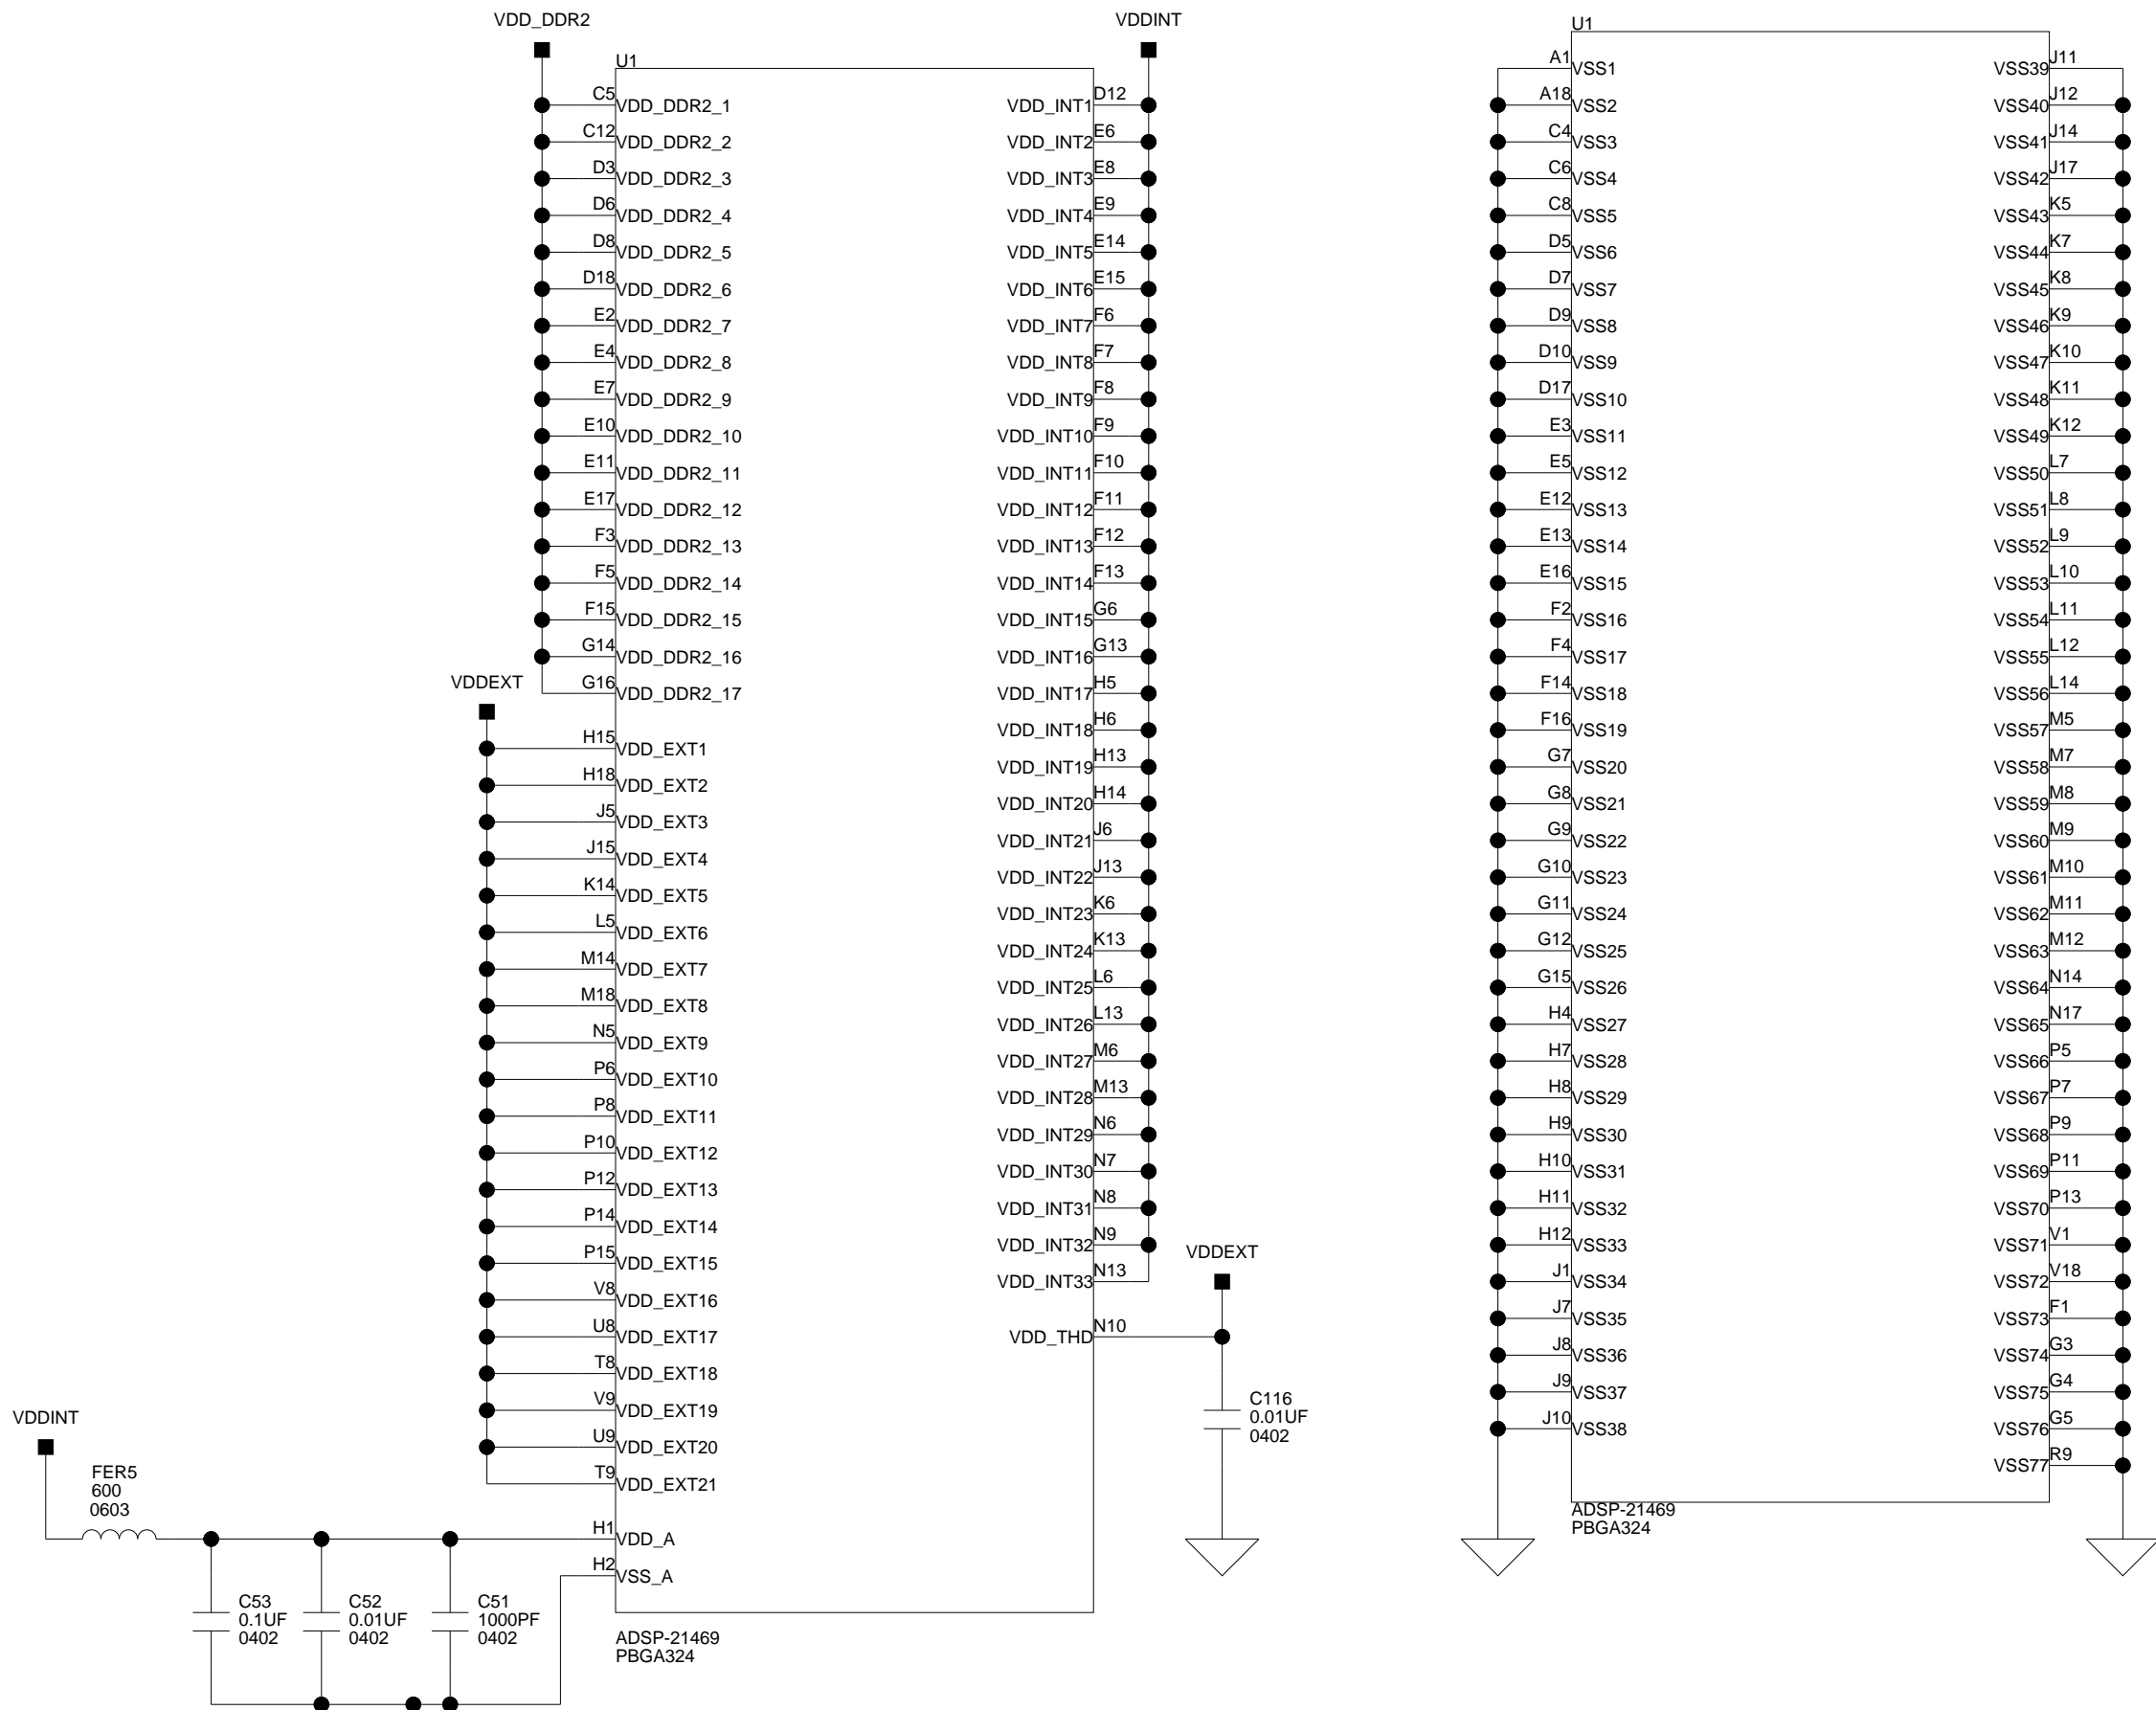 VDD_DDR2
VDDINT
U1
C5 VDD_DDR2_1 VDD_INT1 D12
C12 VDD_DDR2_2 VDD_INT2 E6
D3 VDD_DDR2_3 VDD_INT3 E8
D6 VDD_DDR2_4 VDD_INT4 E9
D8 VDD_DDR2_5 VDD_INT5 E14
D18 VDD_DDR2_6 VDD_INT6 E15
E2 VDD_DDR2_7 VDD_INT7 F6
E4 VDD_DDR2_8 VDD_INT8 F7
E7 VDD_DDR2_9 VDD_INT9 F8
E10 VDD_DDR2_10 VDD_INT10 F9
E11 VDD_DDR2_11 VDD_INT11 F10
E17 VDD_DDR2_12 VDD_INT12 F11
F3 VDD_DDR2_13 VDD_INT13 F12
F5 VDD_DDR2_14 VDD_INT14 F13
F15 VDD_DDR2_15 VDD_INT15 G6
G14 VDD_DDR2_16 VDD_INT16 G13
VDDEXT
G16 VDD_DDR2_17 VDD_INT17 H5
VDD_INT18 H6
H15 VDD_EXT1 VDD_INT19 H13
H18 VDD_EXT2 VDD_INT20 H14
J5 VDD_EXT3 VDD_INT21 J6
J15 VDD_EXT4 VDD_INT22 J13
K14 VDD_EXT5 VDD_INT23 K6
L5 VDD_EXT6 VDD_INT24 K13
M14 VDD_EXT7 VDD_INT25 L6
M18 VDD_EXT8 VDD_INT26 L13
N5 VDD_EXT9 VDD_INT27 M6
P6 VDD_EXT10 VDD_INT28 M13
P8 VDD_EXT11 VDD_INT29 N6
P10 VDD_EXT12 VDD_INT30 N7
P12 VDD_EXT13 VDD_INT31 N8
P14 VDD_EXT14 VDD_INT32 N9
P15 VDD_EXT15 VDD_INT33 N13
VDDEXT
V8 VDD_EXT16
U8 VDD_EXT17 VDD_THD N10
T8 VDD_EXT18
V9 VDD_EXT19
U9 VDD_EXT20
T9 VDD_EXT21
C116
0.01UF
0402
VDDINT
FER5
600
0603
H1 VDD_A
H2 VSS_A
C53
0.1UF
0402
C52
0.01UF
0402
C51
1000PF
0402
ADSP-21469
PBGA324
U1
A1 VSS1 VSS39 J11
A18 VSS2 VSS40 J12
C4 VSS3 VSS41 J14
C6 VSS4 VSS42 J17
C8 VSS5 VSS43 K5
D5 VSS6 VSS44 K7
D7 VSS7 VSS45 K8
D9 VSS8 VSS46 K9
D10 VSS9 VSS47 K10
D17 VSS10 VSS48 K11
E3 VSS11 VSS49 K12
E5 VSS12 VSS50 L7
E12 VSS13 VSS51 L8
E13 VSS14 VSS52 L9
E16 VSS15 VSS53 L10
F2 VSS16 VSS54 L11
F4 VSS17 VSS55 L12
F14 VSS18 VSS56 L14
F16 VSS19 VSS57 M5
G7 VSS20 VSS58 M7
G8 VSS21 VSS59 M8
G9 VSS22 VSS60 M9
G10 VSS23 VSS61 M10
G11 VSS24 VSS62 M11
G12 VSS25 VSS63 M12
G15 VSS26 VSS64 N14
H4 VSS27 VSS65 N17
H7 VSS28 VSS66 P5
H8 VSS29 VSS67 P7
H9 VSS30 VSS68 P9
H10 VSS31 VSS69 P11
H11 VSS32 VSS70 P13
H12 VSS33 VSS71 V1
J1 VSS34 VSS72 V18
J7 VSS35 VSS73 F1
J8 VSS36 VSS74 G3
J9 VSS37 VSS75 G4
J10 VSS38 VSS76 G5
VSS77 R9
ADSP-21469
PBGA324